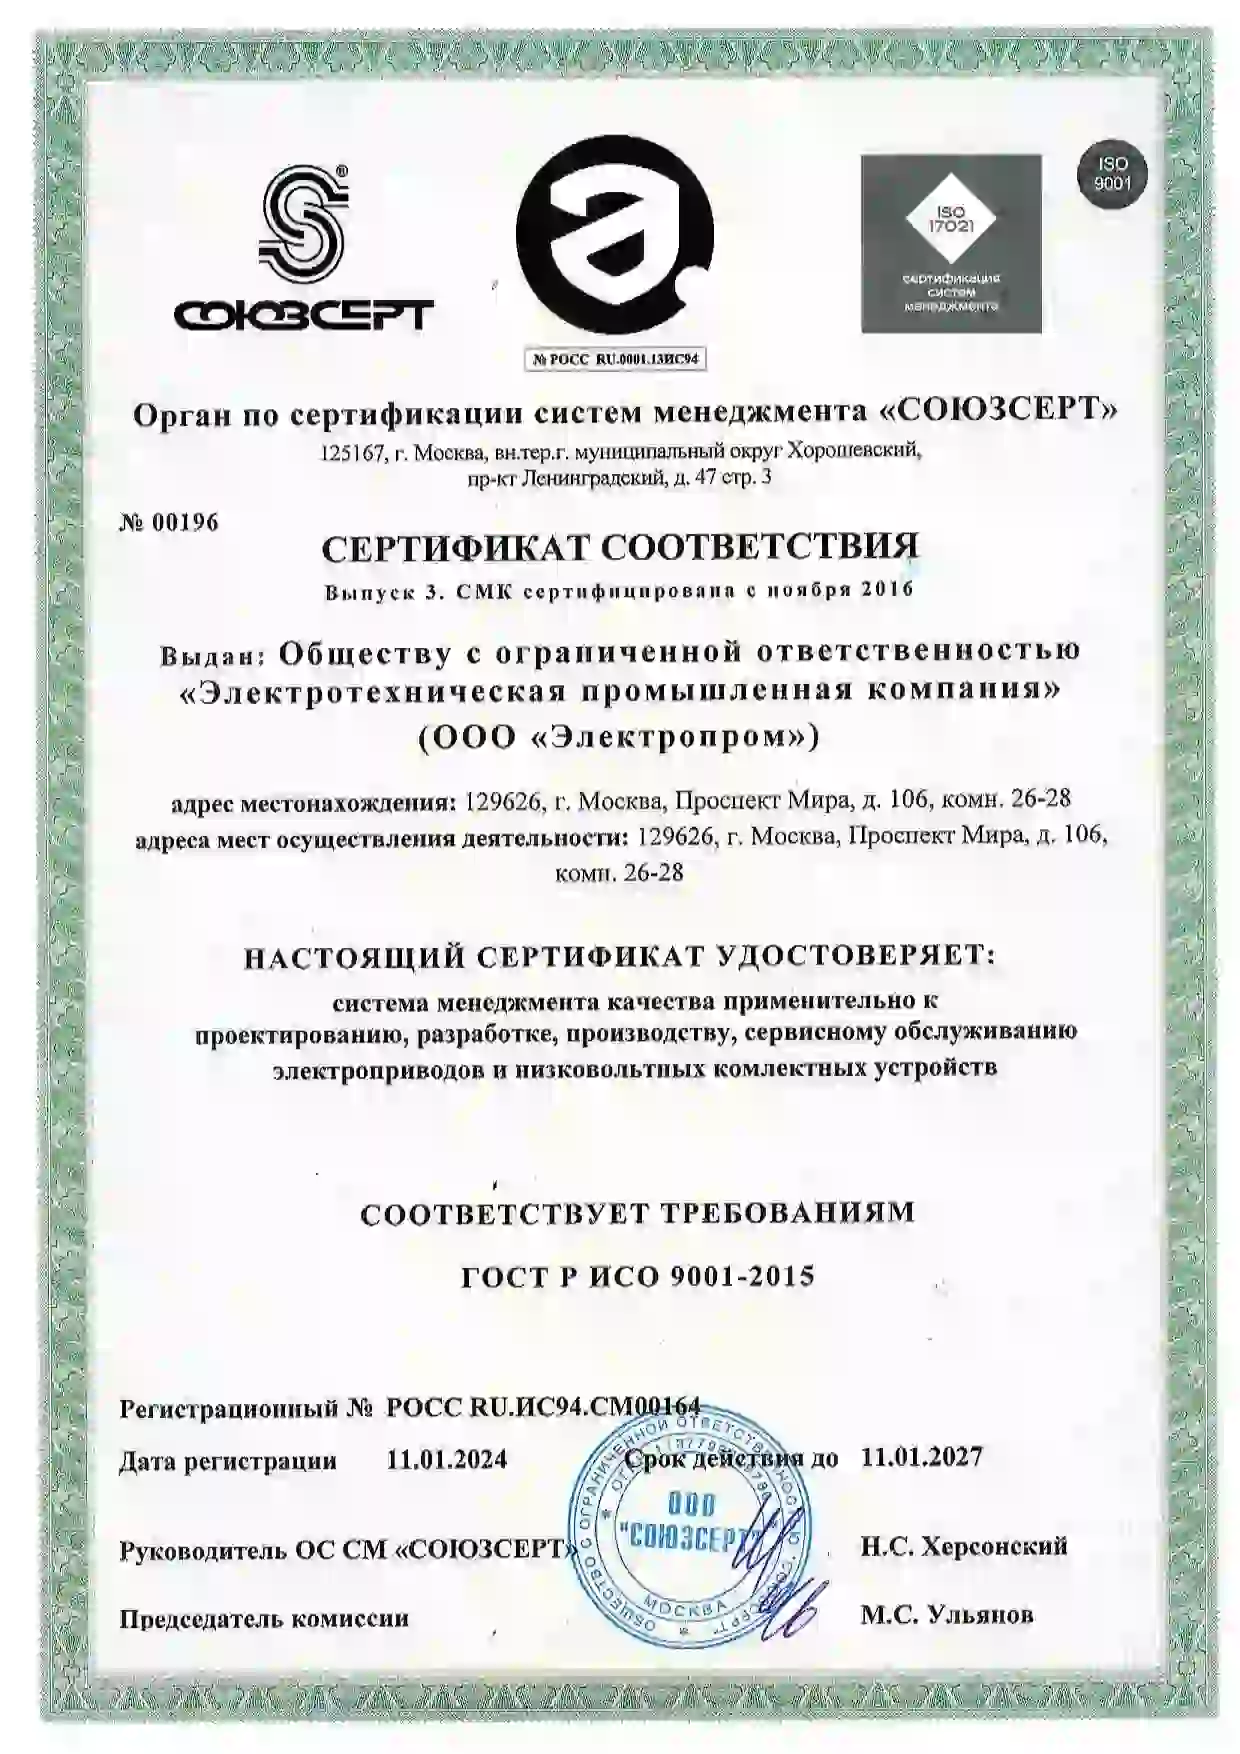 ®
СОЮЗСЕРТ
№ РОСС RU.0001.13ИС94
ISO
17021
сертификация
систем
менеджмента
ISO
9001
Орган по сертификации систем менеджмента «СОЮЗСЕРТ»
125167, г. Москва, вн.тер.г. муниципальный округ Хорошевский,
пр-кт Ленинградский, д. 47 стр. 3
№ 00196
СЕРТИФИКАТ СООТВЕТСТВИЯ
Выпуск 3. СМК сертифицирована с ноября 2016
Выдан: Обществу с ограниченной ответственностью
«Электротехническая промышленная компания»
(ООО «Электропром»)
адрес местонахождения: 129626, г. Москва, Проспект Мира, д. 106, комн. 26-28
адреса мест осуществления деятельности: 129626, г. Москва, Проспект Мира, д. 106,
комн. 26-28
НАСТОЯЩИЙ СЕРТИФИКАТ УДОСТОВЕРЯЕТ:
система менеджмента качества применительно к
проектированию, разработке, производству, сервисному обслуживанию
электроприводов и низковольтных комлектных устройств
СООТВЕТСТВУЕТ ТРЕБОВАНИЯМ
ГОСТ Р ИСО 9001-2015
Регистрационный № РОСС RU.ИС94.СМ00164
Дата регистрации 11.01.2024 Срок действия до 11.01.2027
Руководитель ОС СМ «СОЮЗСЕРТ» Н.С. Херсонский
Председатель комиссии М.С. Ульянов
ОБЩЕСТВО С ОГРАНИЧЕННОЙ ОТВЕТСТВЕННОСТЬЮ "СОЮЗСЕРТ"
ООО
"СОЮЗСЕРТ"
МОСКВА